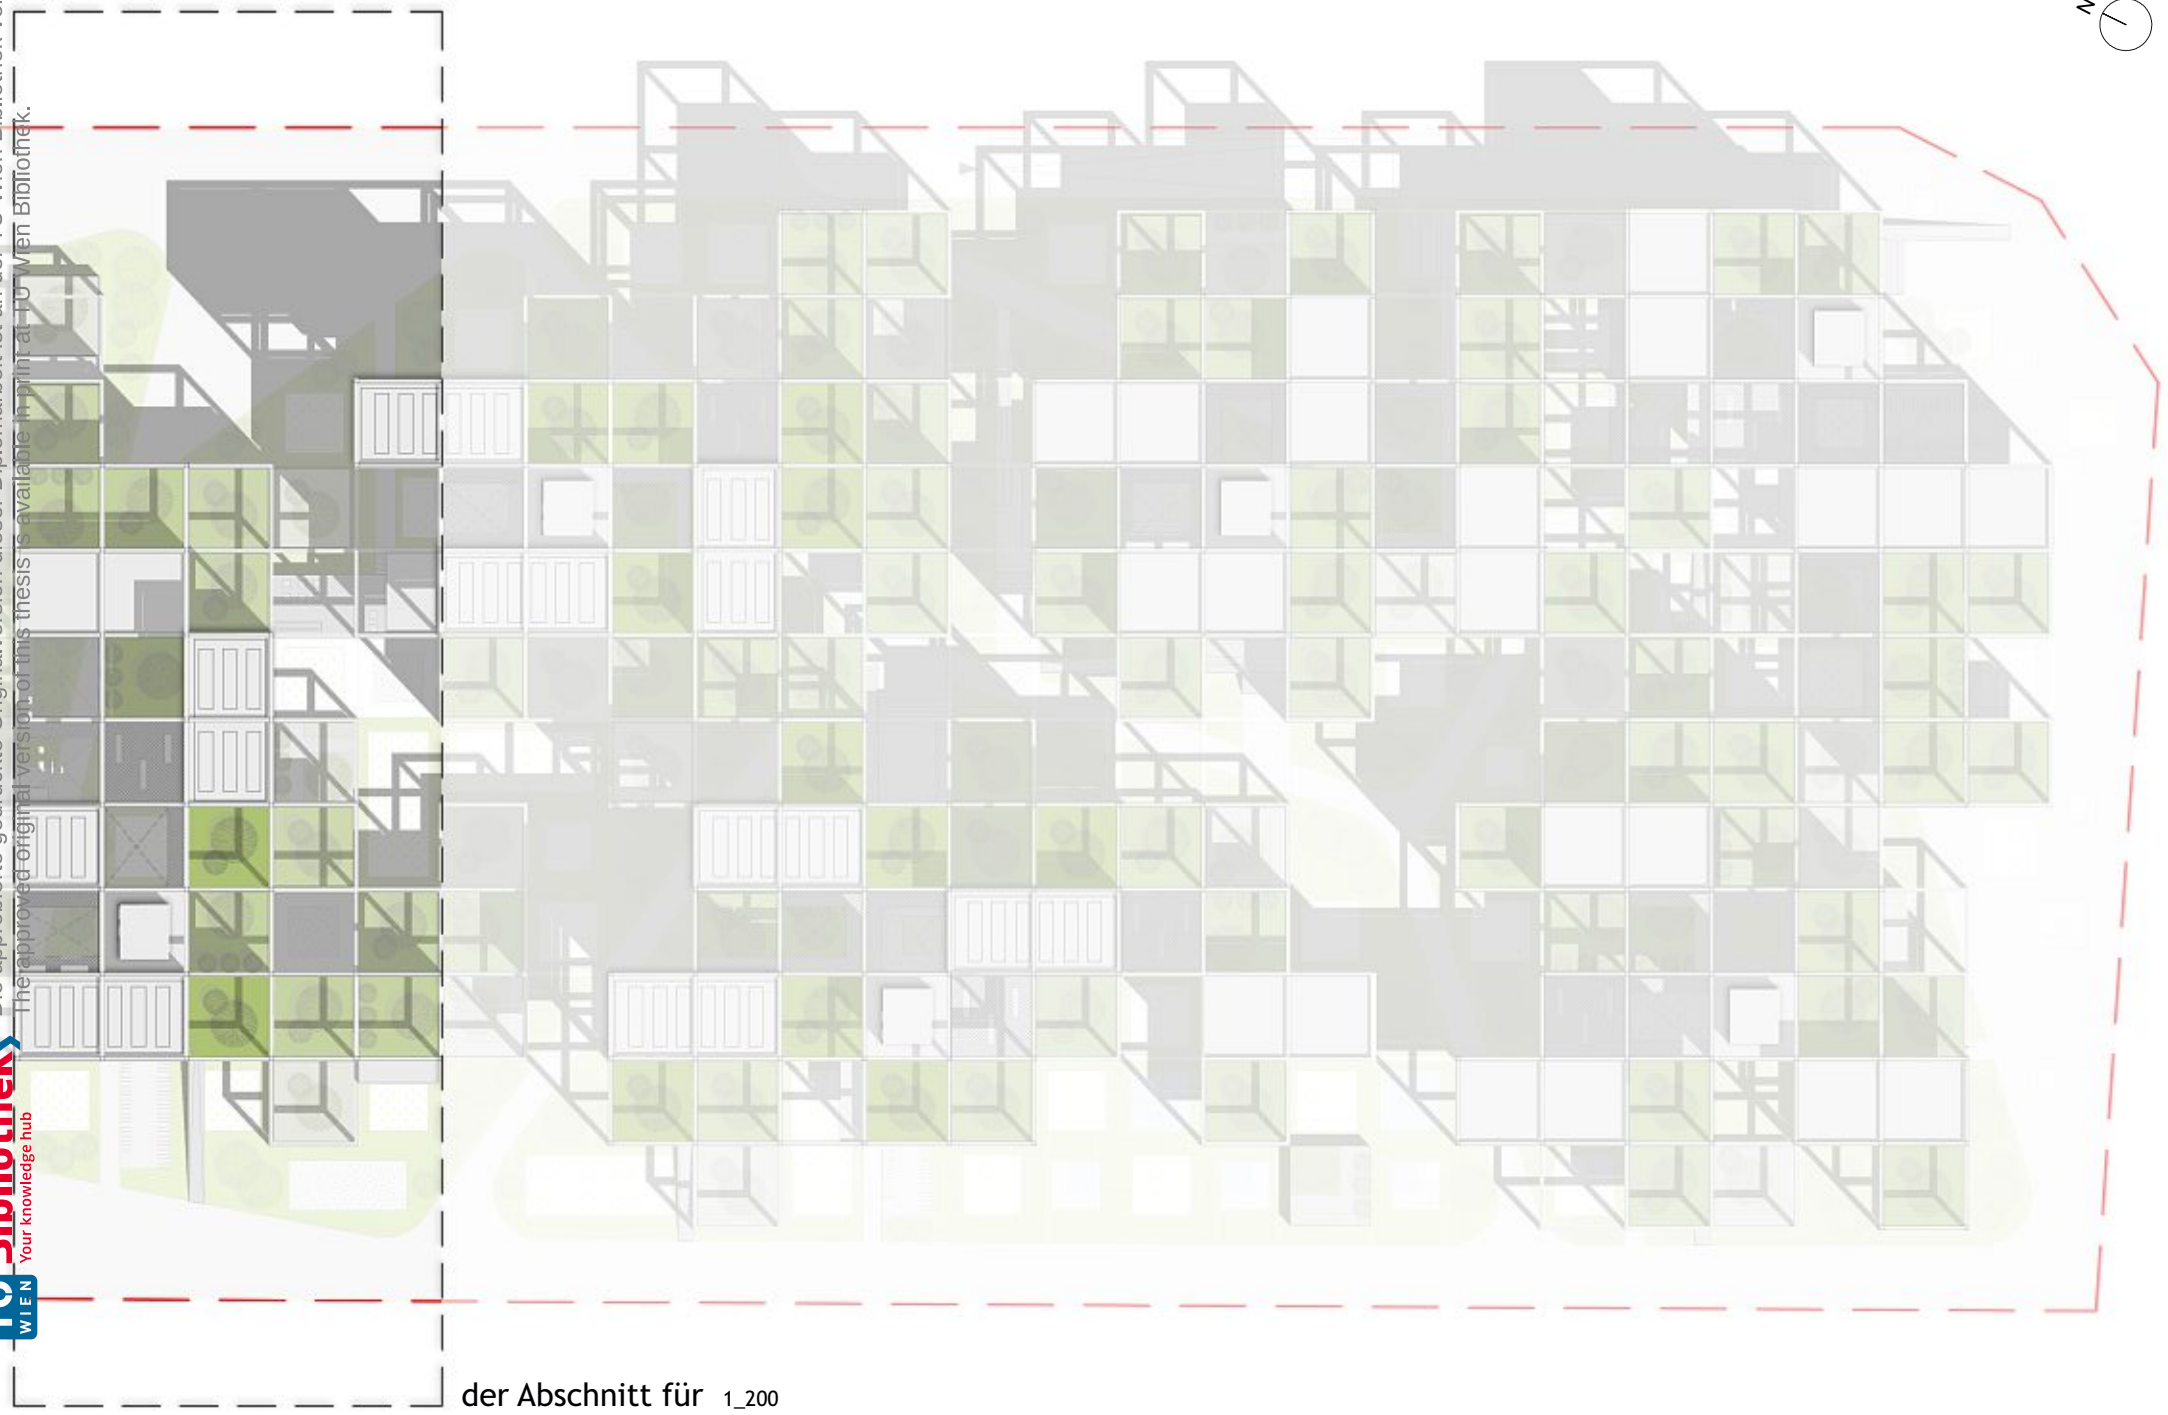 N
The approved original version of this thesis is available in print at TU Wien Bibliothek.
Bibliothek
Your knowledge hub
WIEN
der Abschnitt für 1_200